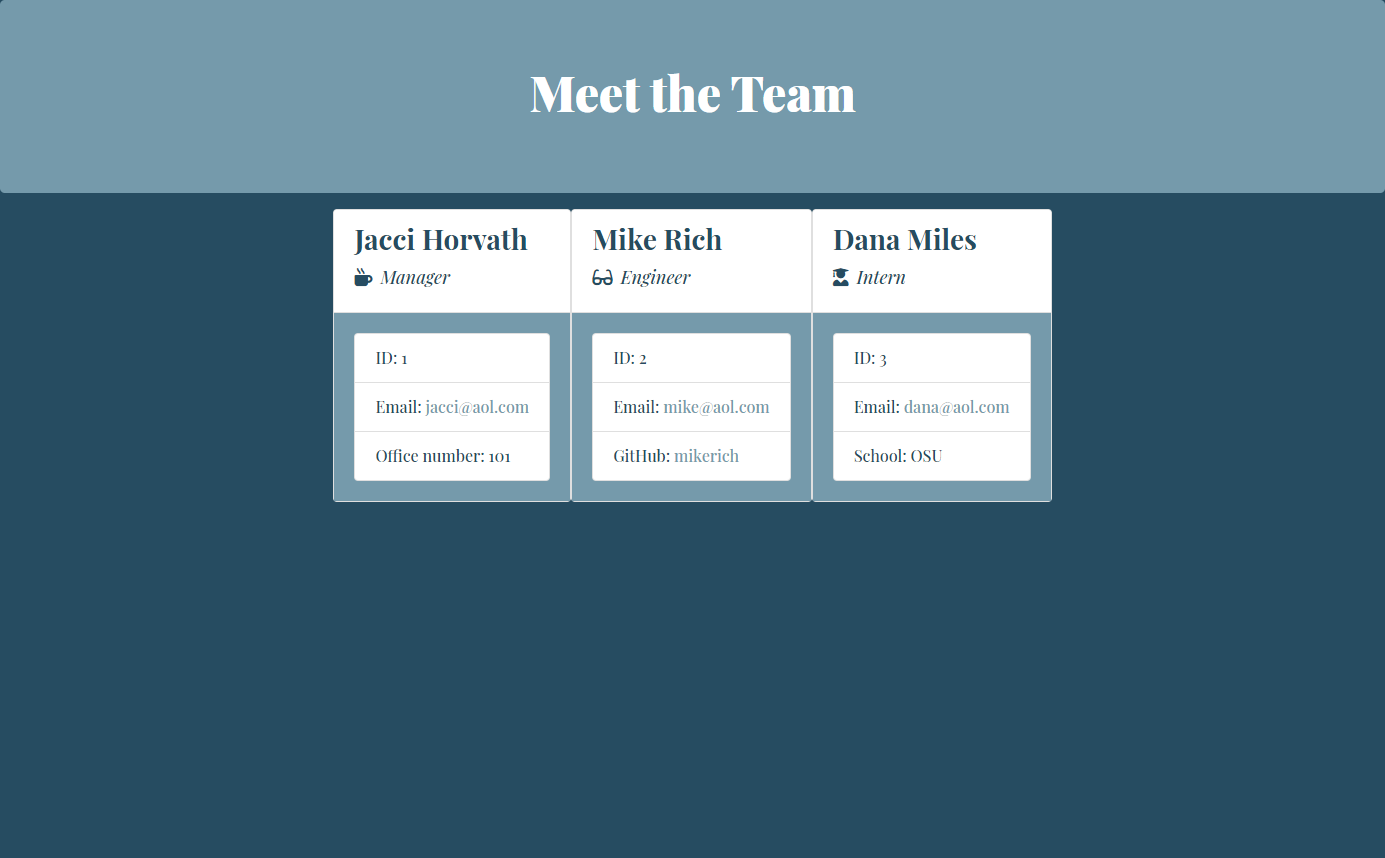 Meet the Team
Jacci Horvath
Manager
ID: 1
Email: jacci@aol.com
Office number: 101
Mike Rich
Engineer
ID: 2
Email: mike@aol.com
GitHub: mikerich
Dana Miles
Intern
ID: 3
Email: dana@aol.com
School: OSU